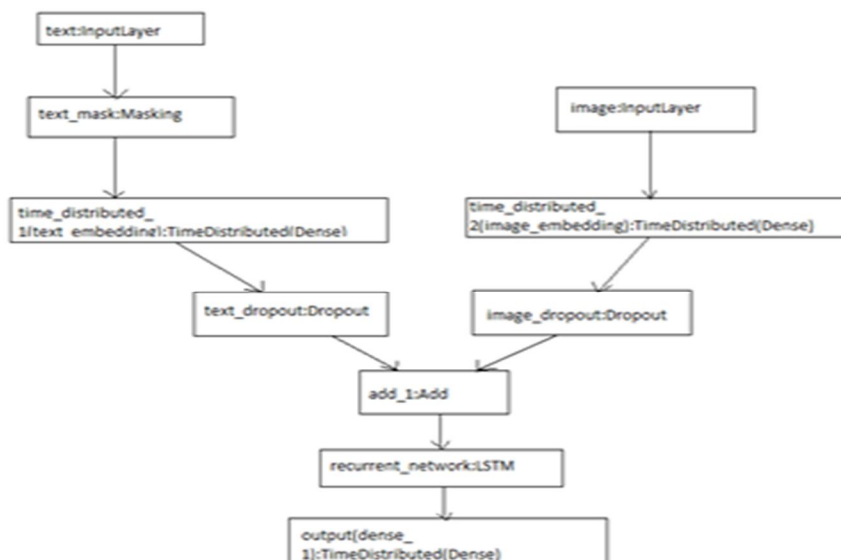 text:InputLayer
text_mask:Masking
image:InputLayer
time_distributed_
1(text_embedding):TimeDistributed(Dense)
time_distributed_
2(image_embedding):TimeDistributed(Dense)
text_dropout:Dropout
image_dropout:Dropout
add_1:Add
recurrent_network:LSTM
output(dense_
1):TimeDistributed(Dense)